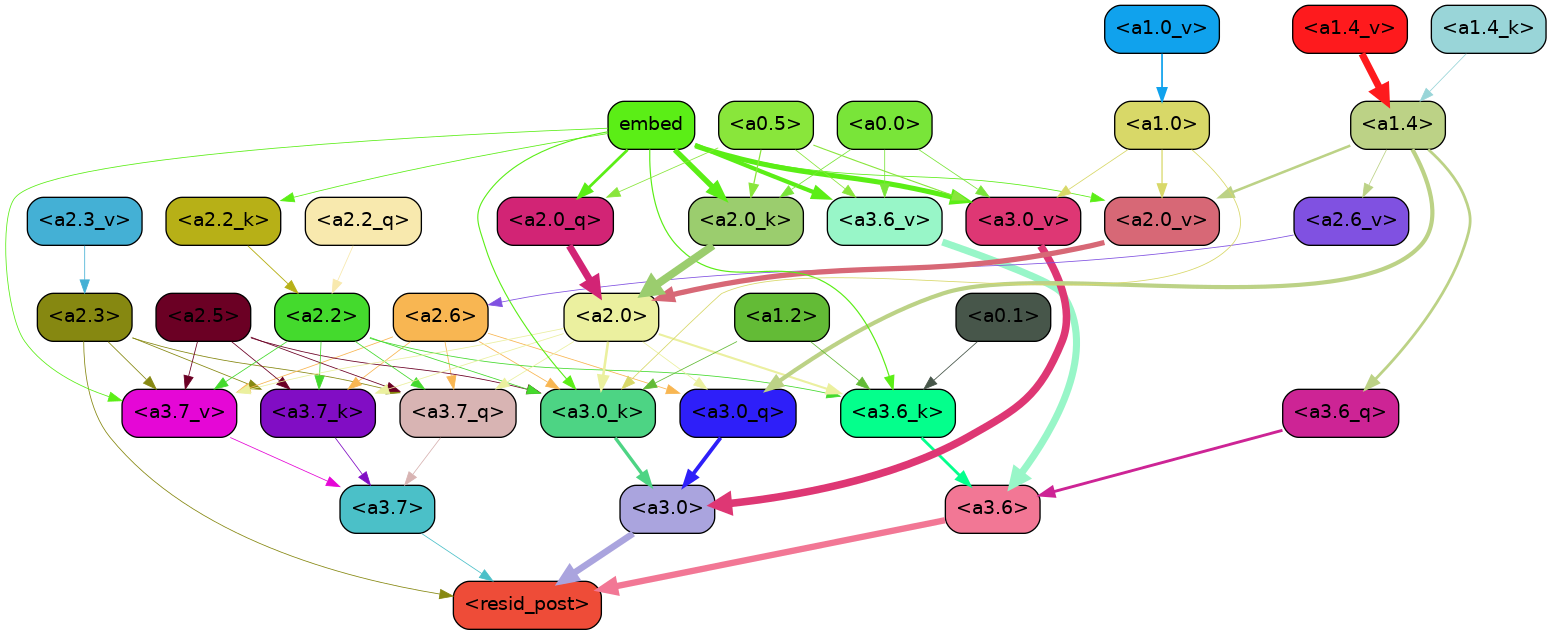 <a1.0_v> <a1.4_v> <a1.4_k>
embed <a0.5> <a0.0> <a1.0> <a1.4>
<a2.3_v> <a2.2_k> <a2.2_q> <a2.0_q> <a2.0_k> <a3.6_v> <a3.0_v> <a2.0_v> <a2.6_v>
<a2.3> <a2.5> <a2.2> <a2.6> <a2.0> <a1.2> <a0.1>
<a3.7_v> <a3.7_k> <a3.7_q> <a3.0_k> <a3.0_q> <a3.6_k> <a3.6_q>
<a3.7> <a3.0> <a3.6>
<resid_post>